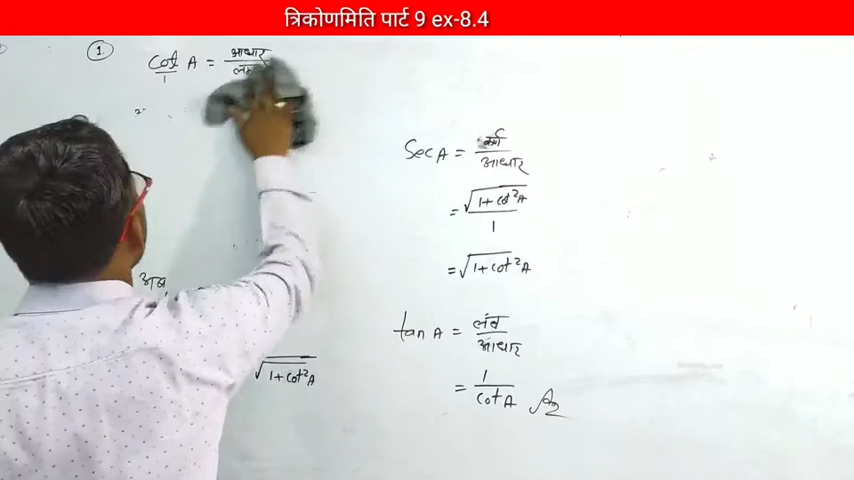 त्रिकोणमिति पार्ट 9 ex-8.4
1.
cot A = आधार
1
Sec A = कर्ण
आधार
= √1+cot²A
1
= √1+cot²A
अब
tan A = लंब
आधार
√1+cot²A
= 1
cot A